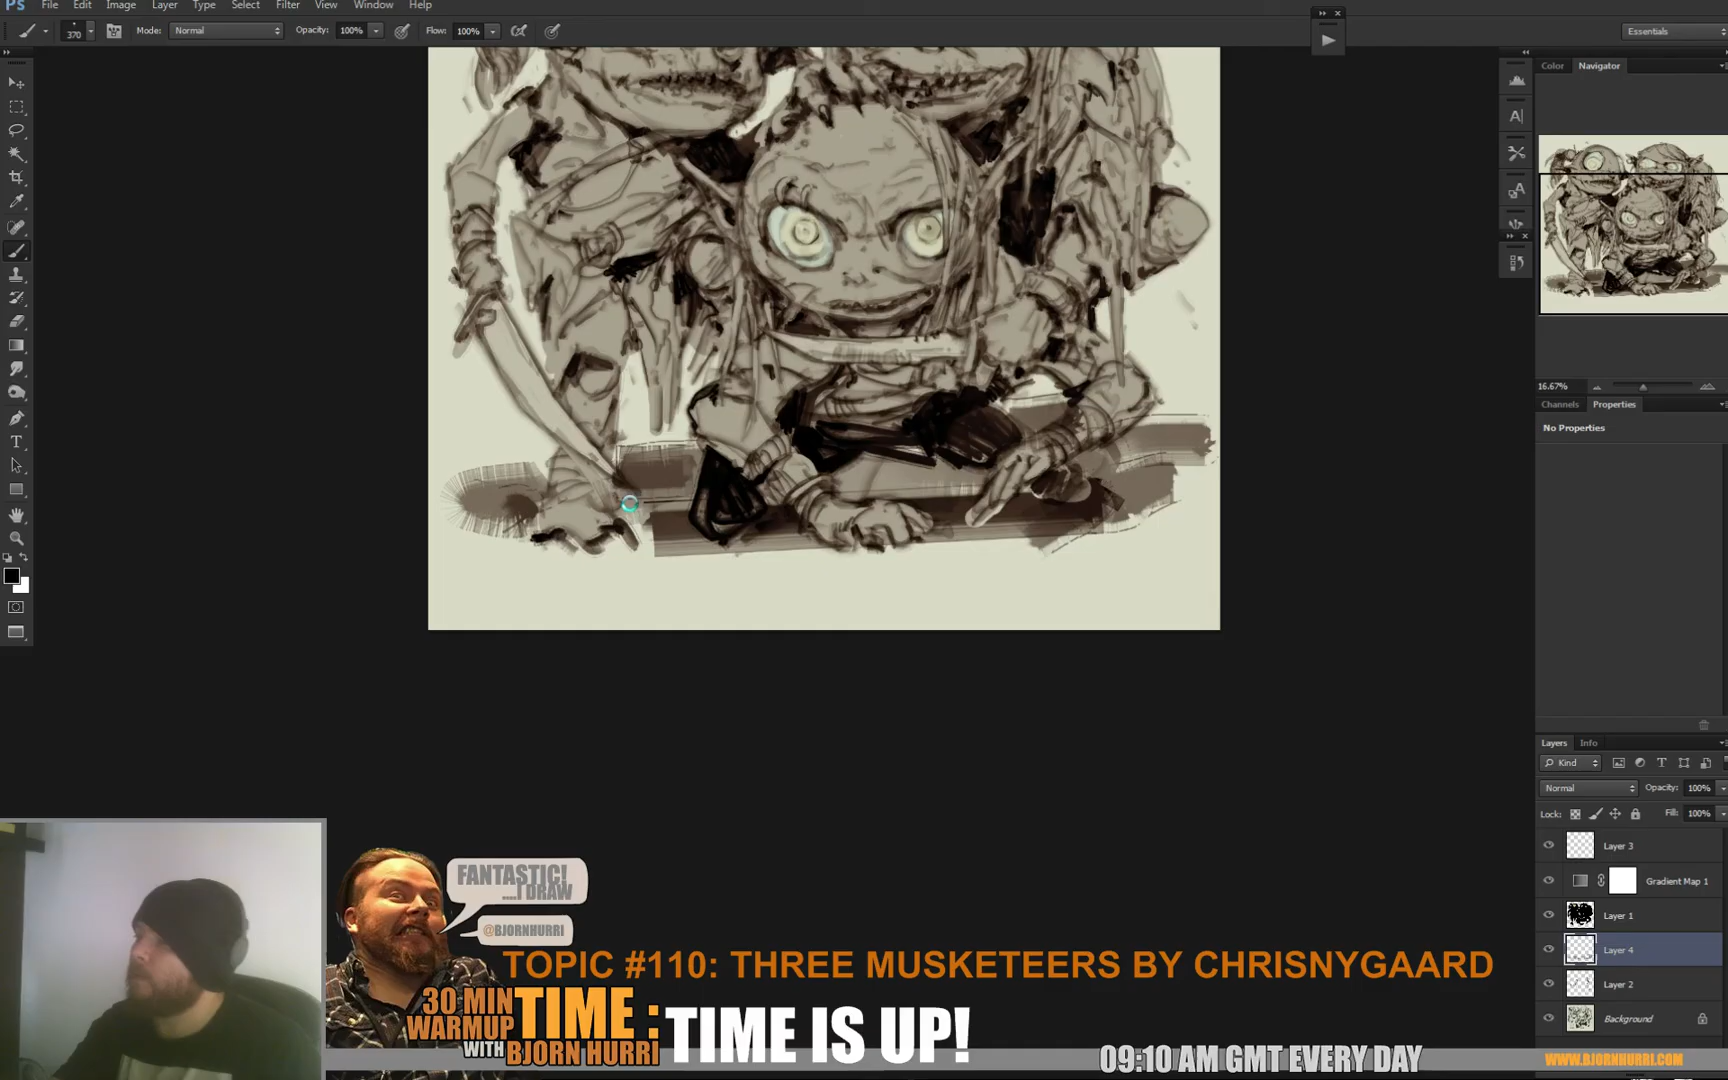 Ps File Edit Image Layer Type Select Filter View Window Help
370 Mode: Normal Opacity: 100% Flow: 100% Essentials
Color Navigator
16.67%
Channels Properties
No Properties
Layers Info
Kind
Normal Opacity: 100%
Lock: Fill: 100%
Layer 3
Gradient Map 1
Layer 1
Layer 4
Layer 2
Background
FANTASTIC!
....I DRAW
@BJORNHURRI
TOPIC #110: THREE MUSKETEERS BY CHRISNYGAARD
30 MIN
WARMUP
WITH BJORN HURRI
TIME : TIME IS UP!
09:10 AM GMT EVERY DAY
WWW.BJORNHURRI.COM